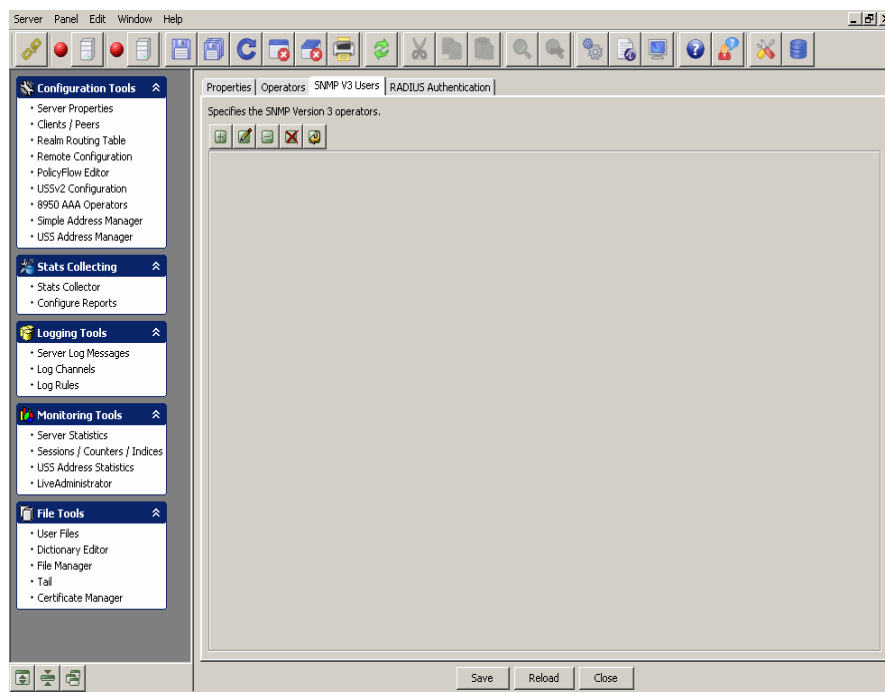 Server Panel Edit Window Help
Configuration Tools
Server Properties
Clients / Peers
Realm Routing Table
Remote Configuration
PolicyFlow Editor
USSv2 Configuration
8950 AAA Operators
Simple Address Manager
USS Address Manager
Stats Collecting
Stats Collector
Configure Reports
Logging Tools
Server Log Messages
Log Channels
Log Rules
Monitoring Tools
Server Statistics
Sessions / Counters / Indices
USS Address Statistics
LiveAdministrator
File Tools
User Files
Dictionary Editor
File Manager
Tail
Certificate Manager
Properties Operators SNMP V3 Users RADIUS Authentication
Specifies the SNMP Version 3 operators.
Save Reload Close